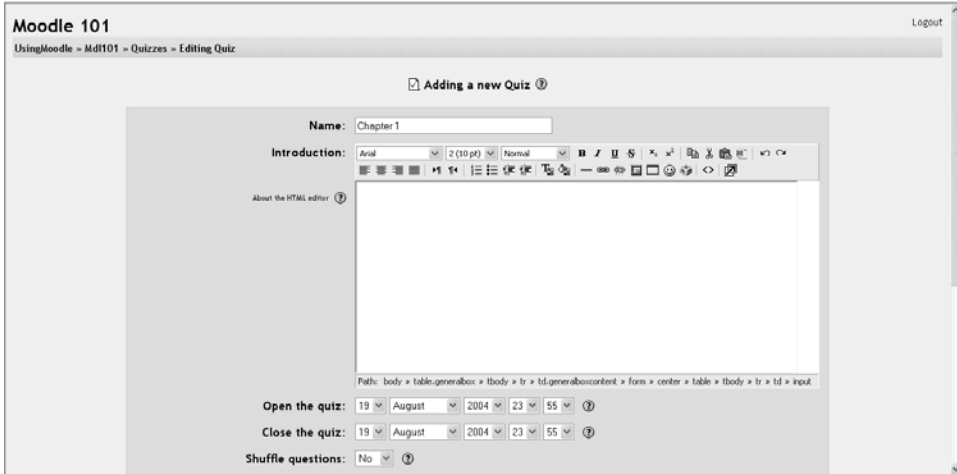 Moodle 101
Logout
UsingMoodle » Mdl101 » Quizzes » Editing Quiz
Adding a new Quiz ?
Name: Chapter 1
Introduction: Arial 2 (10 pt) Normal B I U S x₂ x²
About the HTML editor ?
Path: body » table.generalbox » tbody » tr » td.generalboxcontent » form » center » table » tbody » tr » td » input
Open the quiz: 19 August 2004 23 55 ?
Close the quiz: 19 August 2004 23 55 ?
Shuffle questions: No ?